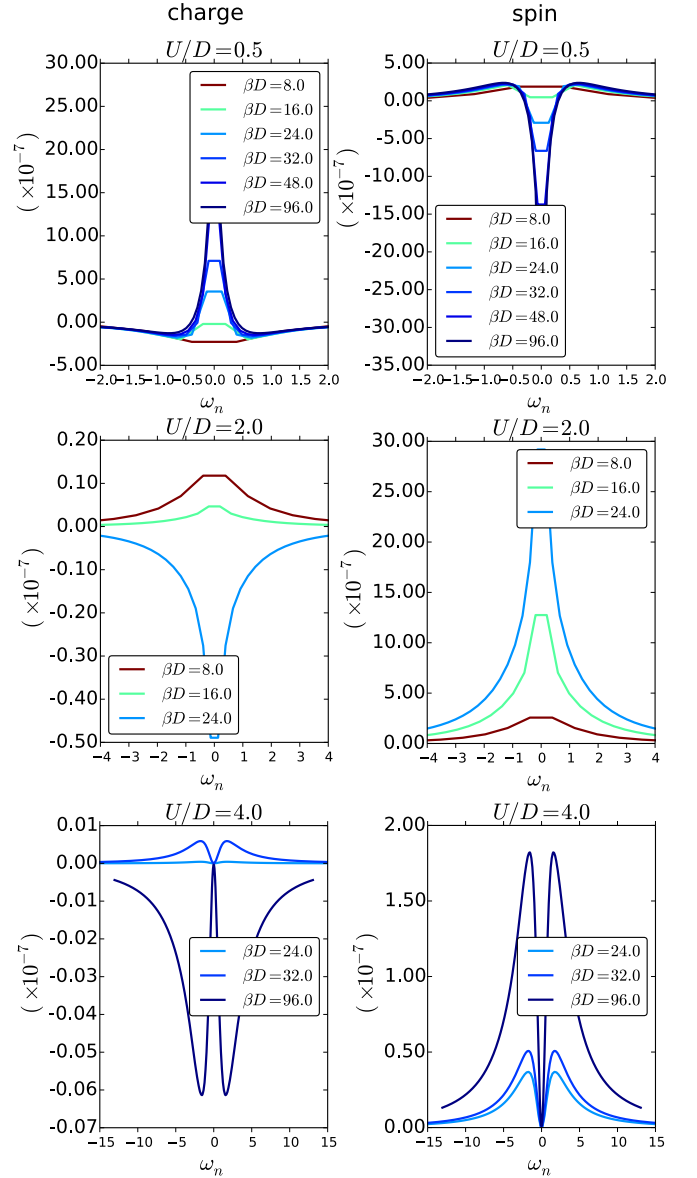 charge
spin
U/D=0.5
30.00
25.00
20.00
15.00
10.00
5.00
0.00
-5.00
-2.0 -1.5 -1.0 -0.5 0.0 0.5 1.0 1.5 2.0
( ×10⁻⁷)
ωₙ
βD=8.0
βD=16.0
βD=24.0
βD=32.0
βD=48.0
βD=96.0
U/D=0.5
5.00
0.00
-5.00
-10.00
-15.00
-20.00
-25.00
-30.00
-35.00
-2.0 -1.5 -1.0 -0.5 0.0 0.5 1.0 1.5 2.0
( ×10⁻⁷)
ωₙ
βD=8.0
βD=16.0
βD=24.0
βD=32.0
βD=48.0
βD=96.0
U/D=2.0
0.20
0.10
0.00
-0.10
-0.20
-0.30
-0.40
-0.50
-4 -3 -2 -1 0 1 2 3 4
( ×10⁻⁷)
ωₙ
βD=8.0
βD=16.0
βD=24.0
U/D=2.0
30.00
25.00
20.00
15.00
10.00
5.00
0.00
-4 -3 -2 -1 0 1 2 3 4
( ×10⁻⁷)
ωₙ
βD=8.0
βD=16.0
βD=24.0
U/D=4.0
0.01
0.00
-0.01
-0.02
-0.03
-0.04
-0.05
-0.06
-0.07
-15 -10 -5 0 5 10 15
( ×10⁻⁷)
ωₙ
βD=24.0
βD=32.0
βD=96.0
U/D=4.0
2.00
1.50
1.00
0.50
0.00
-15 -10 -5 0 5 10 15
( ×10⁻⁷)
ωₙ
βD=24.0
βD=32.0
βD=96.0